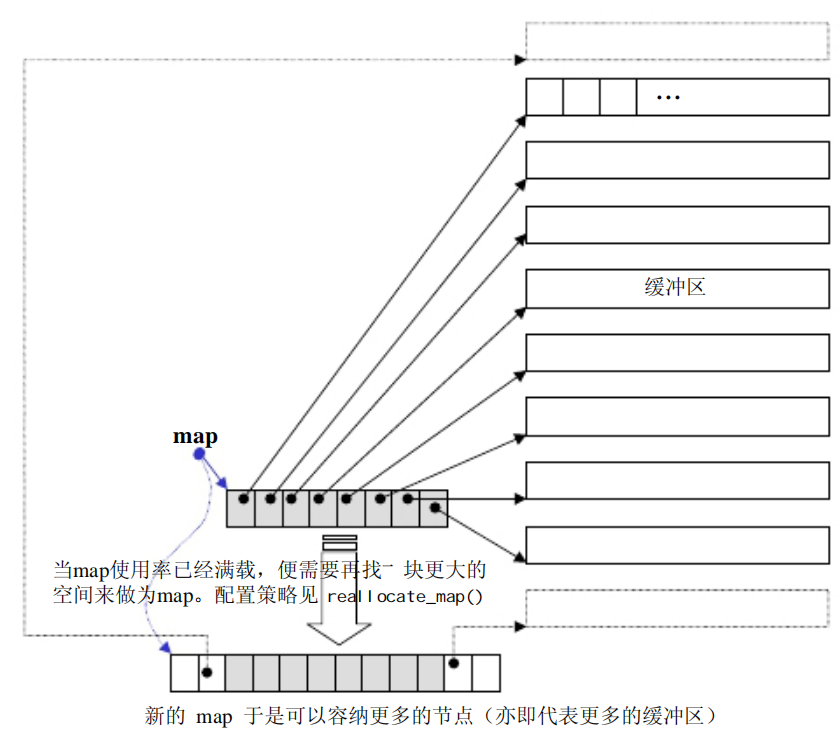 ...
缓冲区
map
当map使用率已经满载，便需要再找一 块更大的
空间来做为map。配置策略见 reallocate_map()
新的 map 于是可以容纳更多的节点（亦即代表更多的缓冲区）